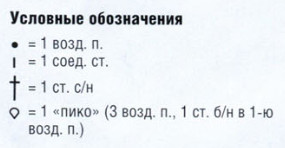 Условные обозначения
• = 1 возд. п.
ı = 1 соед. ст.
† = 1 ст. с/н
= 1 «пико» (3 возд. п., 1 ст. б/н в 1-ю
возд. п.)